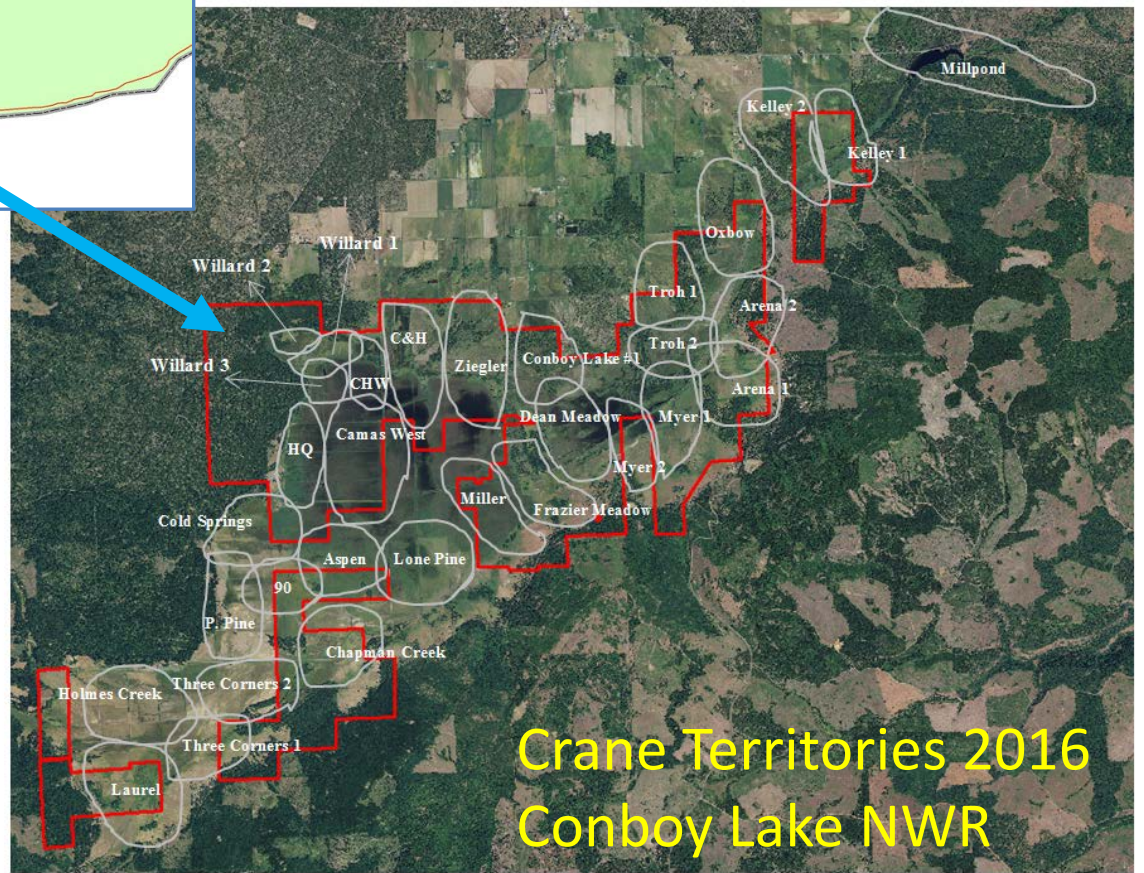 Millpond
Kelley 2
Kelley 1
Oxbow
Willard 1
Willard 2
Troh 1
Arena 2
C&H
Troh 2
Conboy Lake #1
Willard 3
Ziegler
CHW
Arena 1
Dean Meadow
Myer 1
Camas West
HQ
Myer 2
Miller
Frazier Meadow
Cold Springs
Aspen
Lone Pine
90
P. Pine
Chapman Creek
Three Corners 2
Holmes Creek
Three Corners 1
Laurel
Crane Territories 2016
Conboy Lake NWR